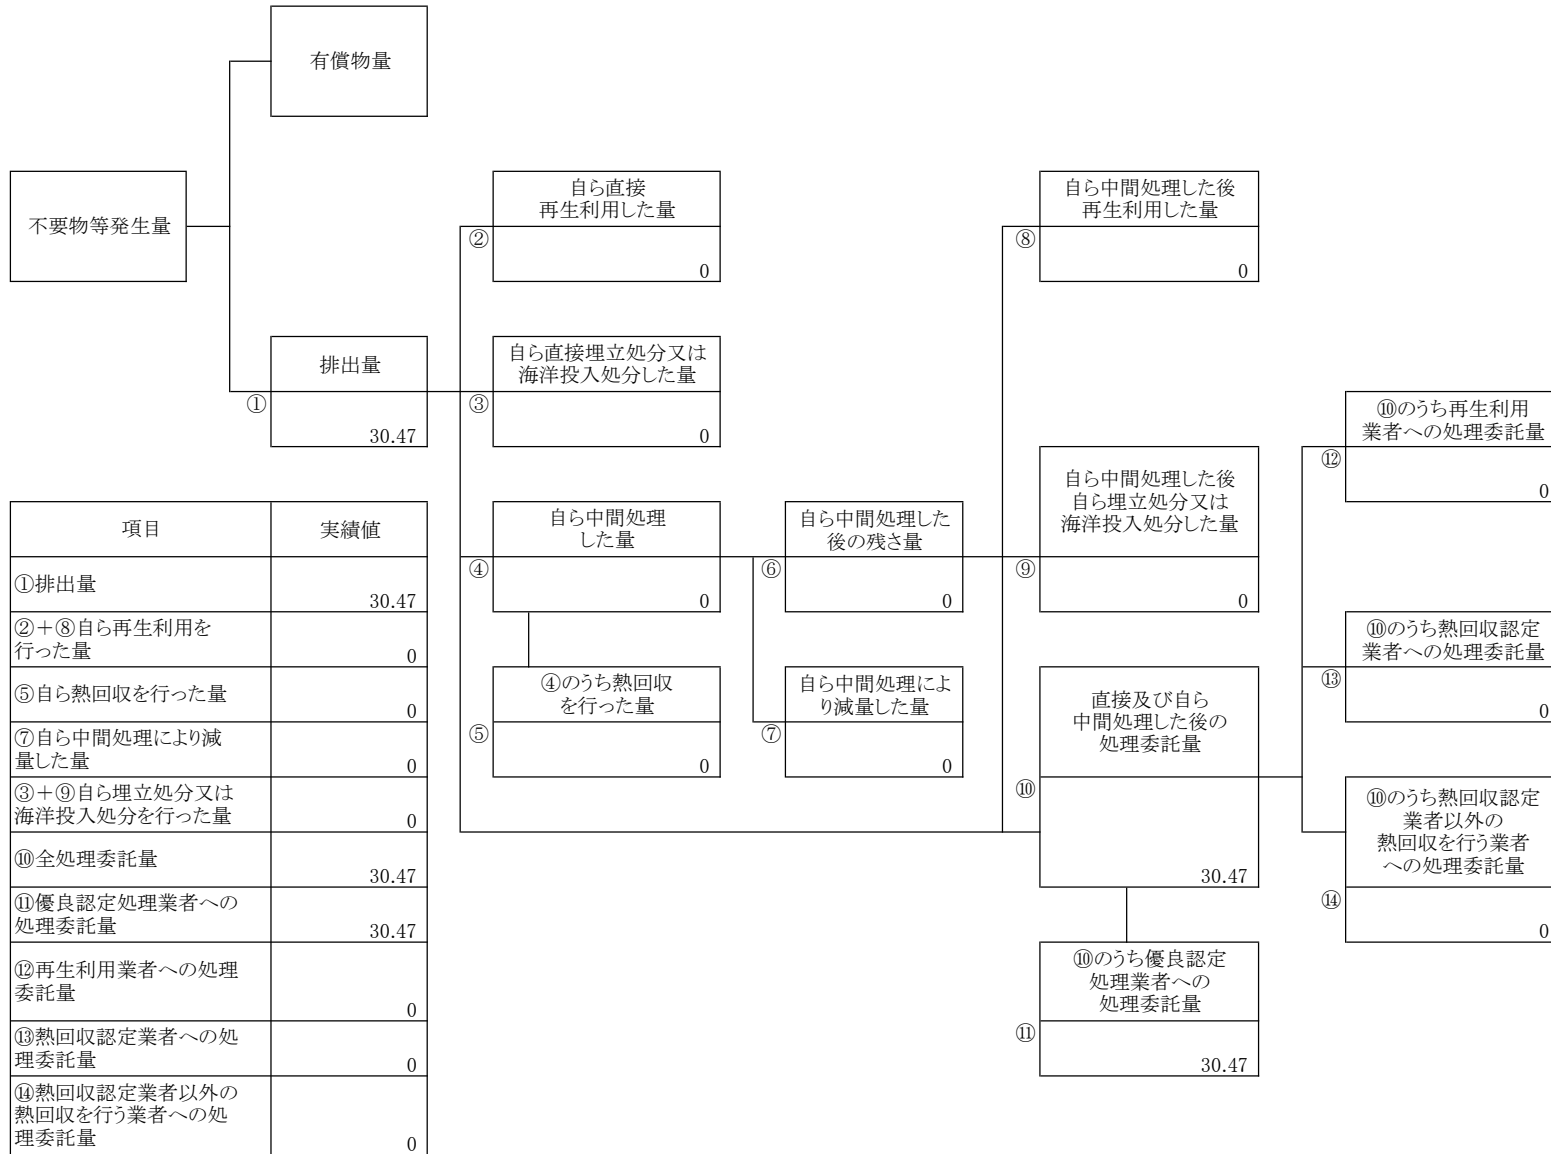 有償物量
不要物等発生量
自ら直接
再生利用した量
②
0
自ら中間処理した後
再生利用した量
⑧
0
排出量
①
30.47
自ら直接埋立処分又は
海洋投入処分した量
③
0
⑩のうち再生利用
業者への処理委託量
⑫
0
自ら中間処理
した量
④
0
自ら中間処理した
後の残さ量
⑥
0
自ら中間処理した後
自ら埋立処分又は
海洋投入処分した量
⑨
0
⑩のうち熱回収認定
業者への処理委託量
⑬
0
④のうち熱回収
を行った量
⑤
0
自ら中間処理によ
り減量した量
⑦
0
直接及び自ら
中間処理した後の
処理委託量
⑩
30.47
⑩のうち熱回収認定
業者以外の
熱回収を行う業者
への処理委託量
⑭
0
⑩のうち優良認定
処理業者への
処理委託量
⑪
30.47
項目 実績値
①排出量
30.47
②+⑧自ら再生利用を
行った量
0
⑤自ら熱回収を行った量
0
⑦自ら中間処理により減
量した量
0
③+⑨自ら埋立処分又は
海洋投入処分を行った量
0
⑩全処理委託量
30.47
⑪優良認定処理業者への
処理委託量
30.47
⑫再生利用業者への処理
委託量
0
⑬熱回収認定業者への処
理委託量
0
⑭熱回収認定業者以外の
熱回収を行う業者への処
理委託量
0